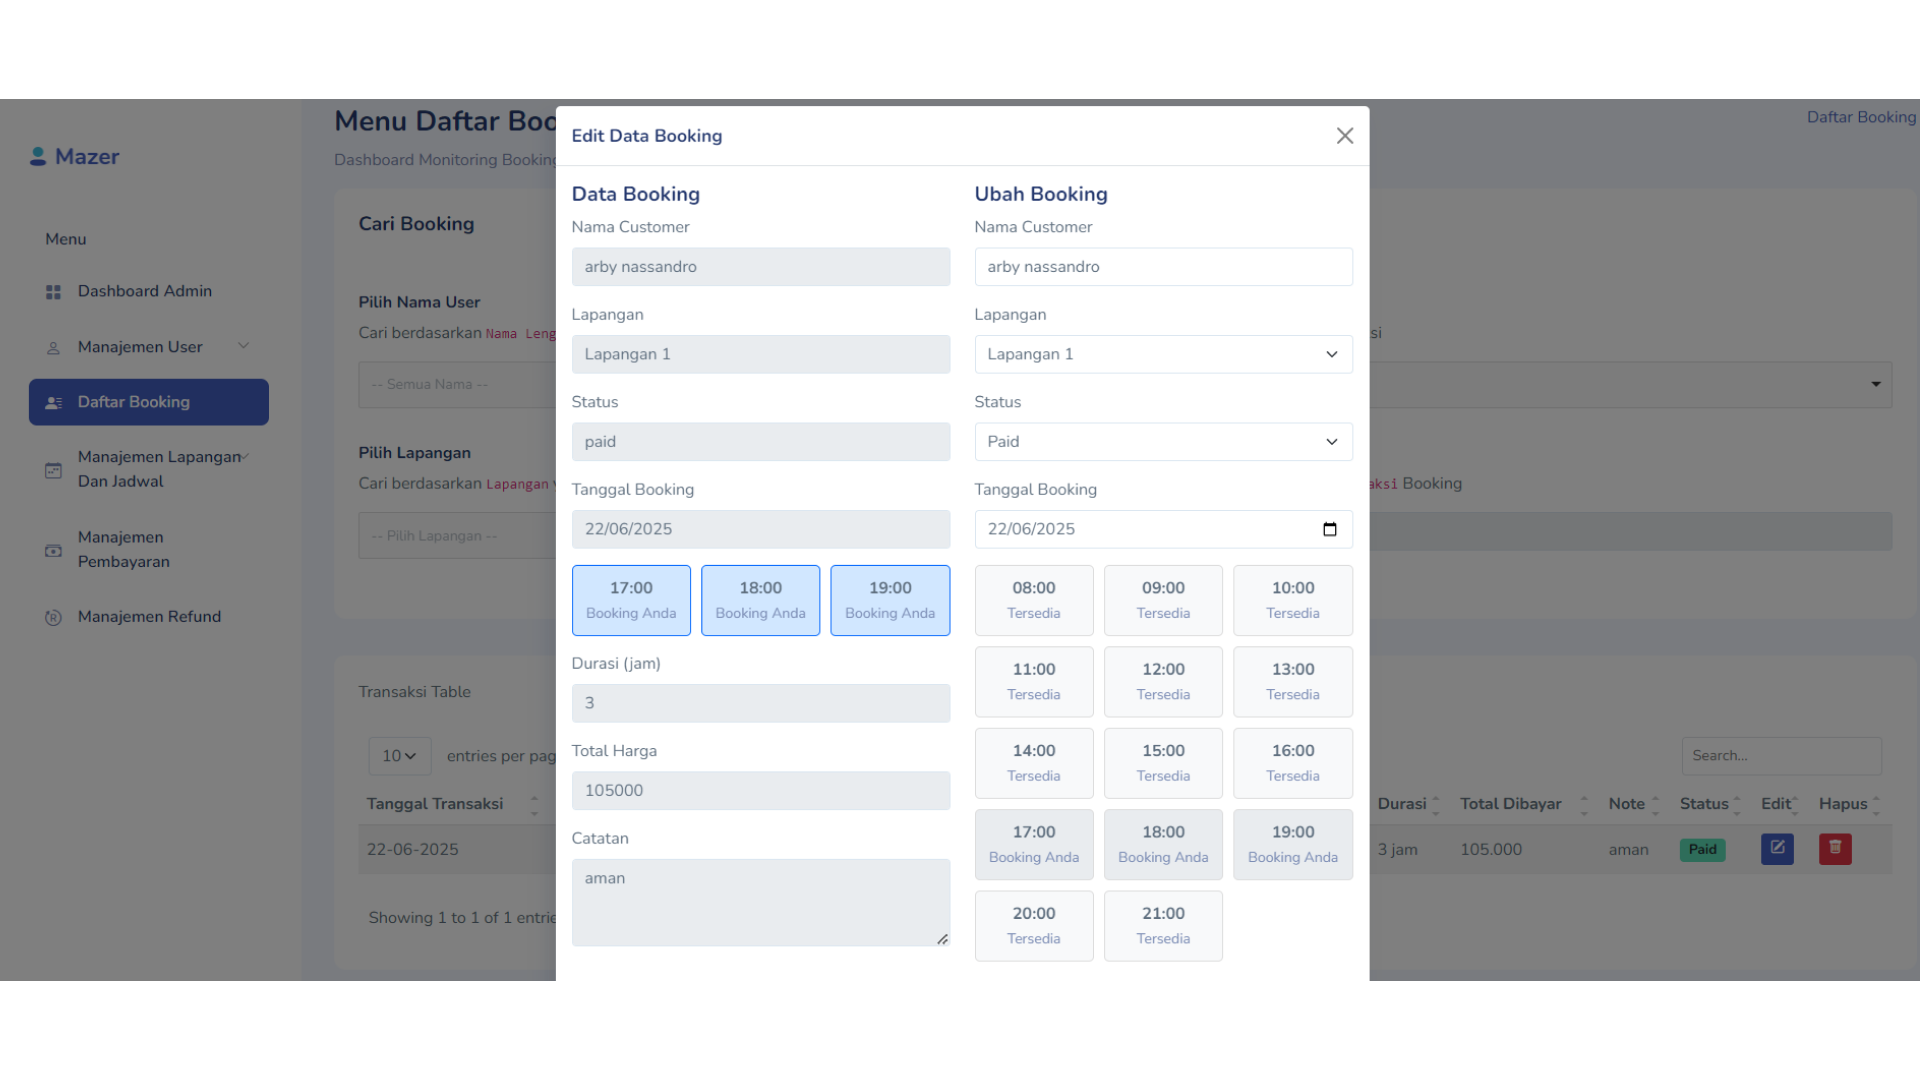 Mazer
Menu
Dashboard Admin
Manajemen User
Daftar Booking
Manajemen Lapangan
Dan Jadwal
Manajemen
Pembayaran
Manajemen Refund
Menu Daftar Boo
Dashboard Monitoring Booking
Daftar Booking
Cari Booking
Pilih Nama User
Cari berdasarkan Nama Leng
si
-- Semua Nama --
Pilih Lapangan
Cari berdasarkan Lapangan
aksi Booking
-- Pilih Lapangan --
Transaksi Table
10 entries per pag
Search...
Tanggal Transaksi
Durasi Total Dibayar Note Status Edit Hapus
22-06-2025
3 jam 105.000 aman Paid
Showing 1 to 1 of 1 entrie
Edit Data Booking
Data Booking
Nama Customer
arby nassandro
Lapangan
Lapangan 1
Status
paid
Tanggal Booking
22/06/2025
17:00 18:00 19:00
Booking Anda Booking Anda Booking Anda
Durasi (jam)
3
Total Harga
105000
Catatan
aman
Ubah Booking
Nama Customer
arby nassandro
Lapangan
Lapangan 1
Status
Paid
Tanggal Booking
22/06/2025
08:00 09:00 10:00
Tersedia Tersedia Tersedia
11:00 12:00 13:00
Tersedia Tersedia Tersedia
14:00 15:00 16:00
Tersedia Tersedia Tersedia
17:00 18:00 19:00
Booking Anda Booking Anda Booking Anda
20:00 21:00
Tersedia Tersedia